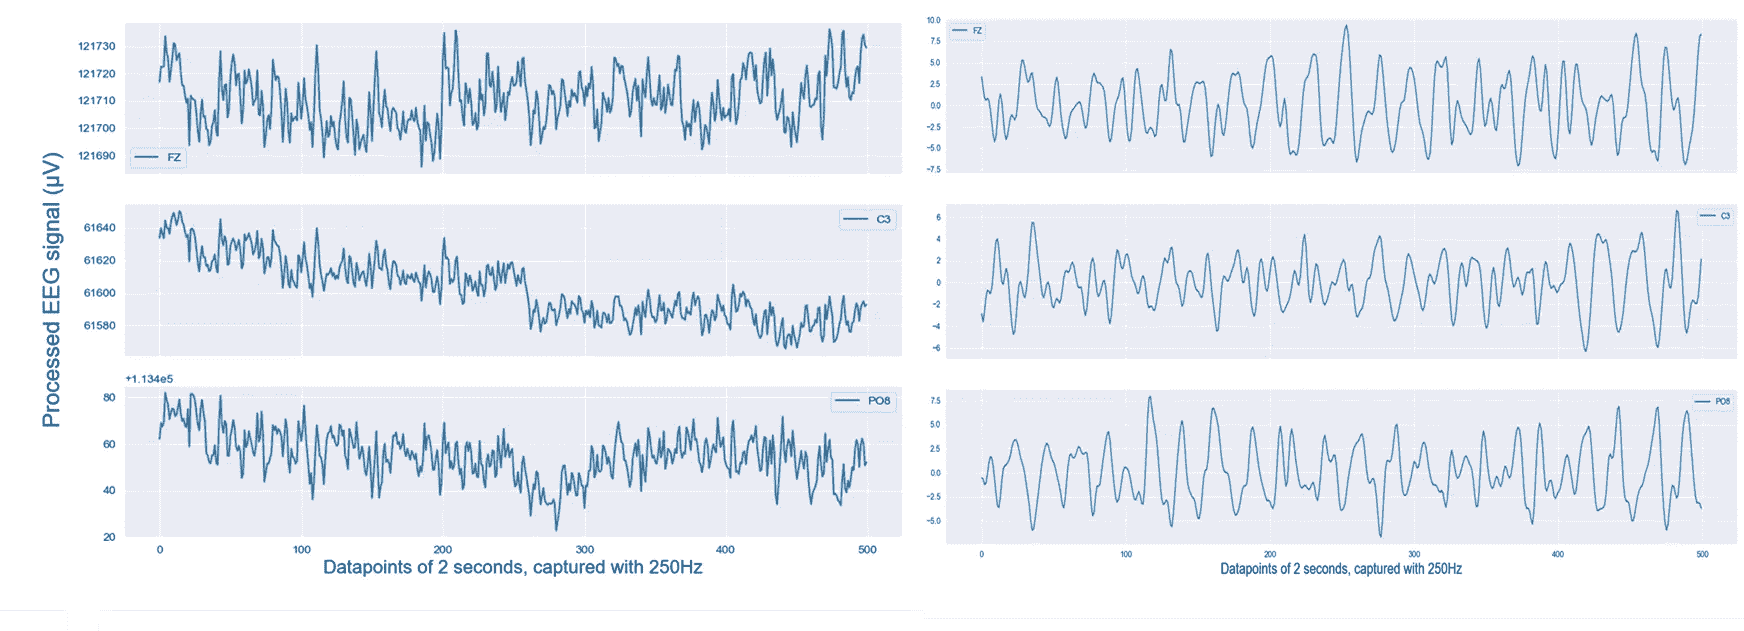 Processed EEG signal (μV)
121730
121720
121710
121700
121690
FZ
61640
61620
61600
61580
C3
+1.134e5
80
60
40
20
PO8
0 100 200 300 400 500
Datapoints of 2 seconds, captured with 250Hz
10.0
7.5
5.0
2.5
0.0
−2.5
−5.0
−7.5
FZ
6
4
2
0
−2
−4
−6
C3
7.5
5.0
2.5
0.0
−2.5
−5.0
PO8
0 100 200 300 400 500
Datapoints of 2 seconds, captured with 250Hz